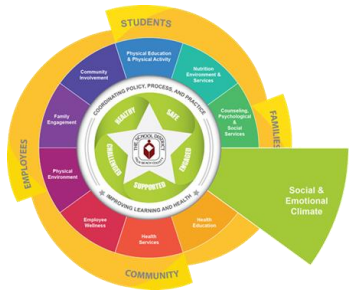 STUDENTS
FAMILIES
COMMUNITY
EMPLOYEES
Physical Education
& Physical Activity
Nutrition
Environment &
Services
Counseling,
Psychological
& Social
Services
Social &
Emotional
Climate
Health
Education
Health
Services
Employee
Wellness
Physical
Environment
Family
Engagement
Community
Involvement
COORDINATING POLICY, PROCESS, AND PRACTICE
IMPROVING LEARNING AND HEALTH
HEALTHY
SAFE
ENGAGED
SUPPORTED
CHALLENGED
THE SCHOOL DISTRICT